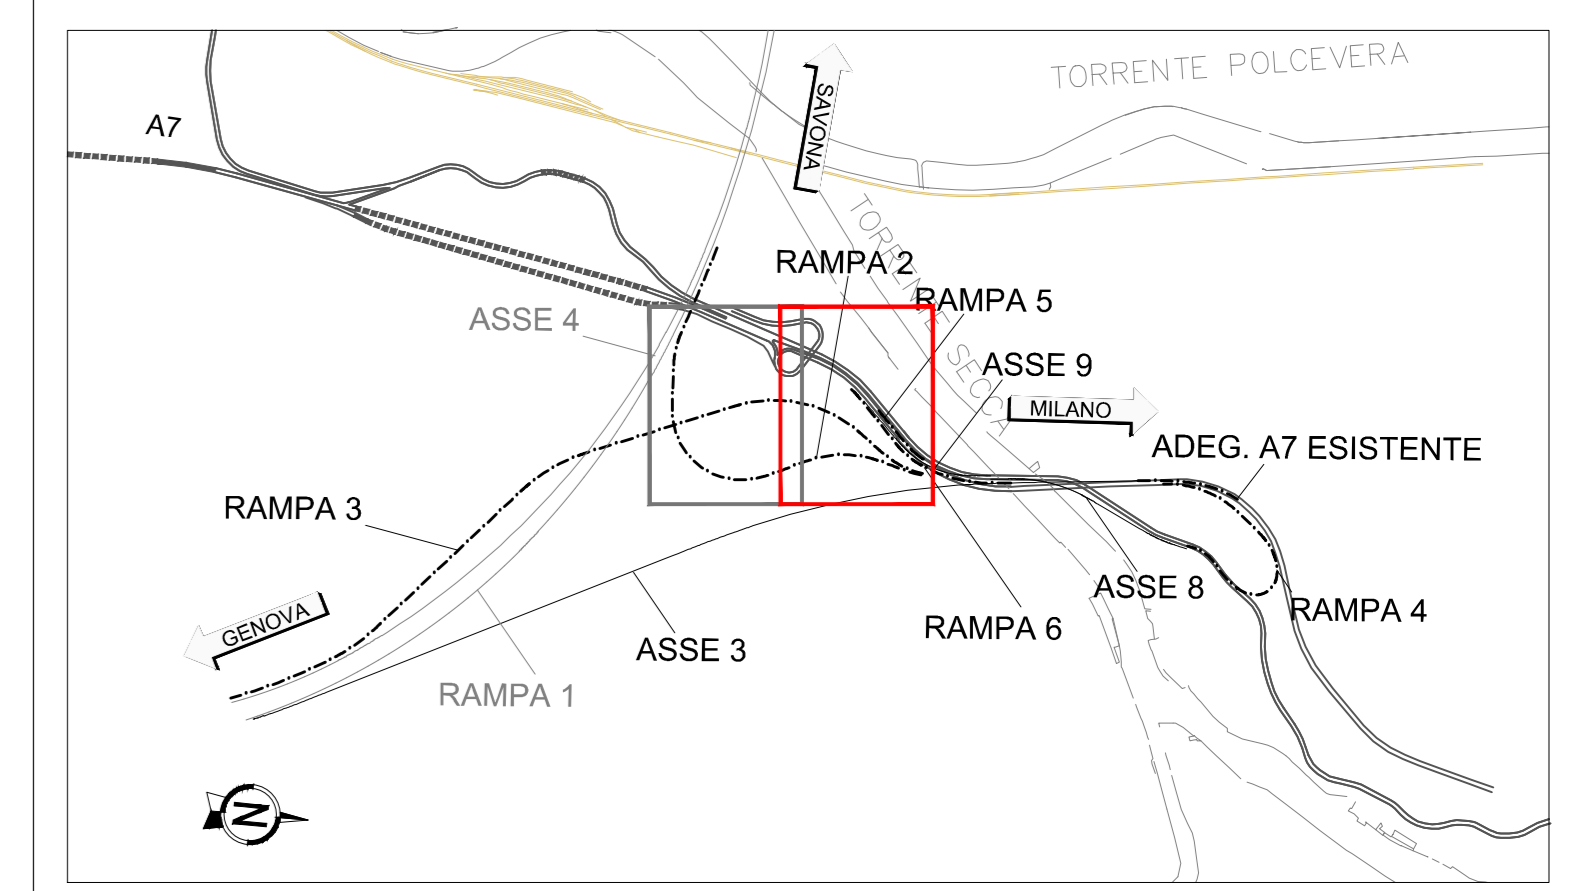 TORRENTE POLCEVERA
SAVONA
A7
TORRENTE SECCA
RAMPA 2
RAMPA 5
ASSE 4
ASSE 9
MILANO
ADEG. A7 ESISTENTE
RAMPA 3
ASSE 8
RAMPA 4
GENOVA
RAMPA 6
ASSE 3
RAMPA 1
N